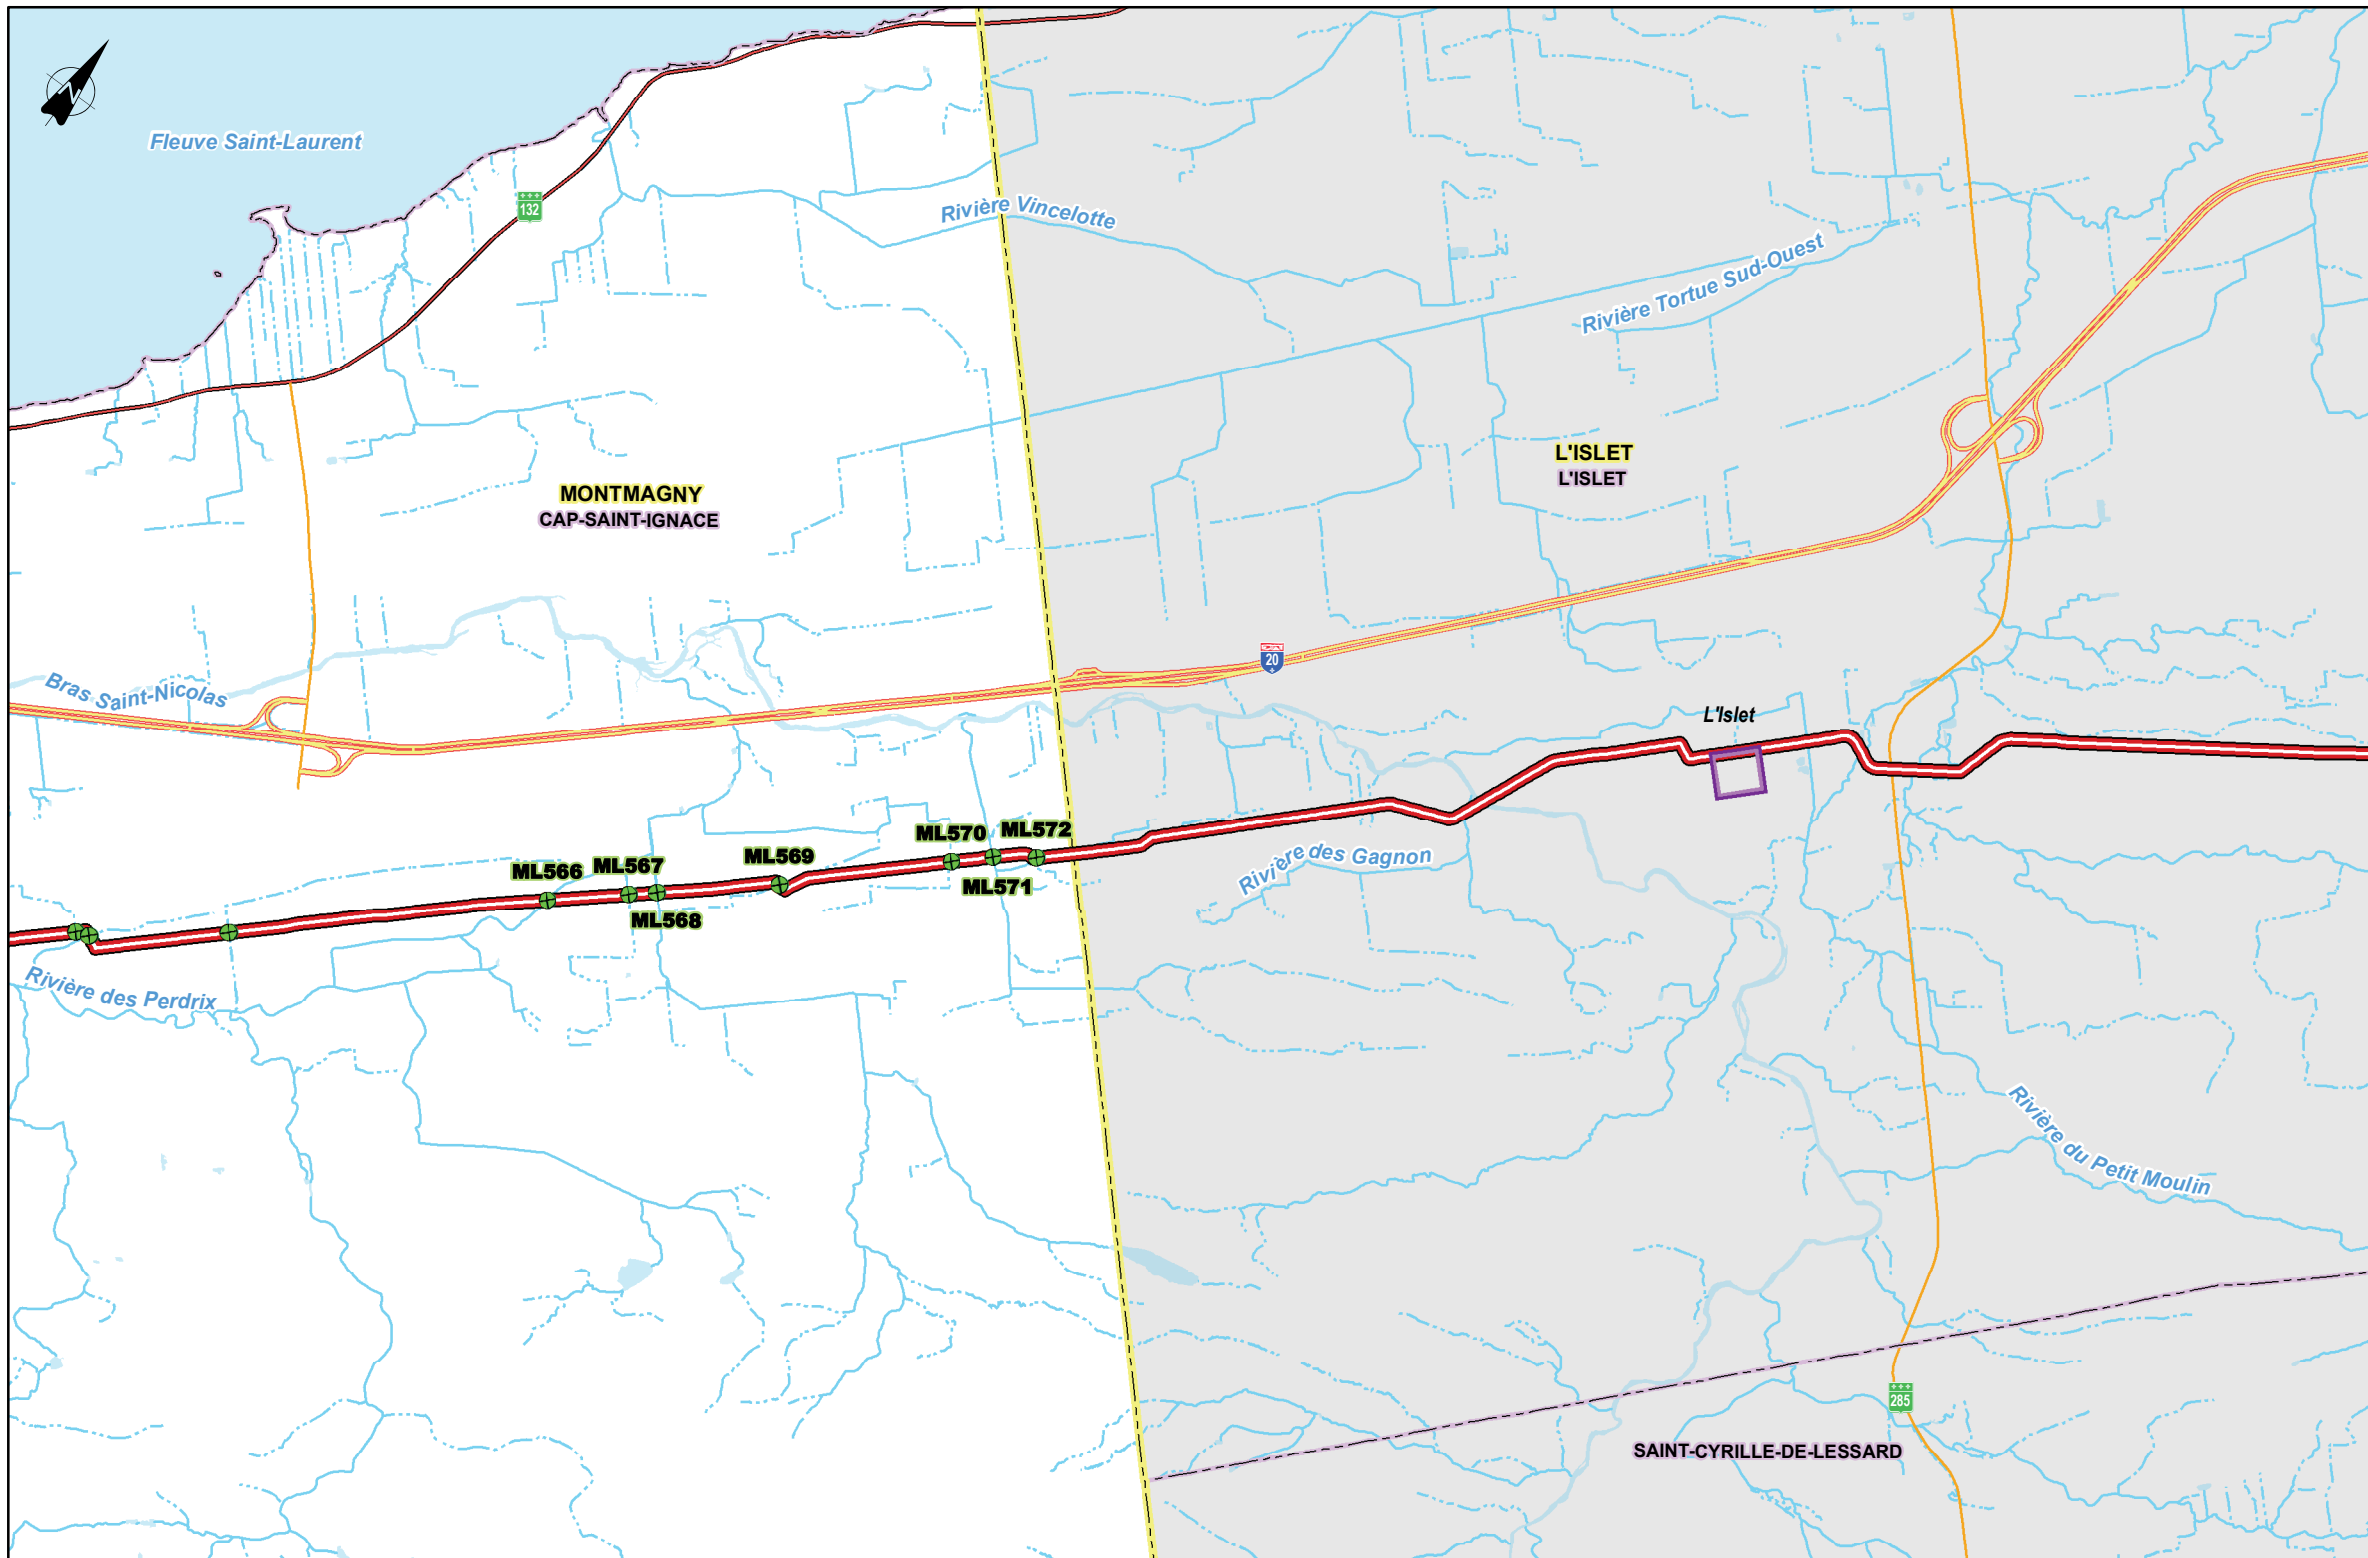 Fleuve Saint-Laurent
132
Rivière Vincelotte
Rivière Tortue Sud-Ouest
L'ISLET
L'ISLET
MONTMAGNY
CAP-SAINT-IGNACE
20
Bras Saint-Nicolas
L'Islet
ML570
ML572
ML566
ML567
ML569
ML571
ML568
Rivière des Gagnon
Rivière des Perdrix
Rivière du Petit Moulin
285
SAINT-CYRILLE-DE-LESSARD